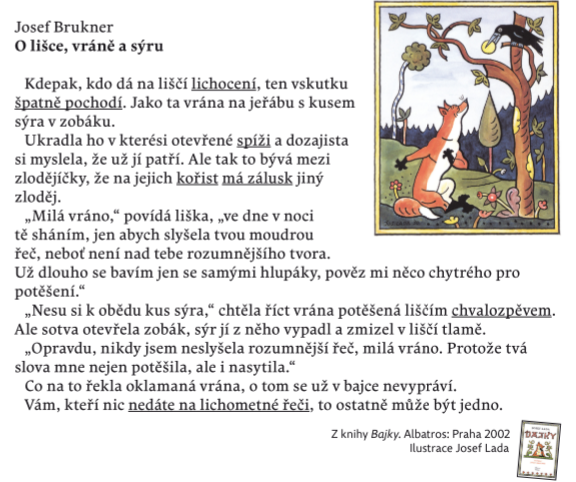 Josef Brukner
O lišce, vráně a sýru
Kdepak, kdo dá na liščí lichocení, ten vskutku
špatně pochodí. Jako ta vrána na jeřábu s kusem
sýra v zobáku.
Ukradla ho v kterési otevřené spíži a dozajista
si myslela, že už jí patří. Ale tak to bývá mezi
zlodějíčky, že na jejich kořist má zálusk jiný
zloděj.
„Milá vráno,“ povídá liška, „ve dne v noci
tě sháním, jen abych slyšela tvou moudrou
řeč, neboť není nad tebe rozumnějšího tvora.
Už dlouho se bavím jen se samými hlupáky, pověz mi něco chytrého pro
potěšení.“
„Nesu si k obědu kus sýra,“ chtěla říct vrána potěšená liščím chvalozpěvem.
Ale sotva otevřela zobák, sýr jí z něho vypadl a zmizel v liščí tlamě.
„Opravdu, nikdy jsem neslyšela rozumnější řeč, milá vráno. Protože tvá
slova mne nejen potěšila, ale i nasytila.“
Co na to řekla oklamaná vrána, o tom se už v bajce nevypráví.
Vám, kteří nic nedáte na lichometné řeči, to ostatně může být jedno.
Z knihy Bajky. Albatros: Praha 2002
Ilustrace Josef Lada
BAJKY